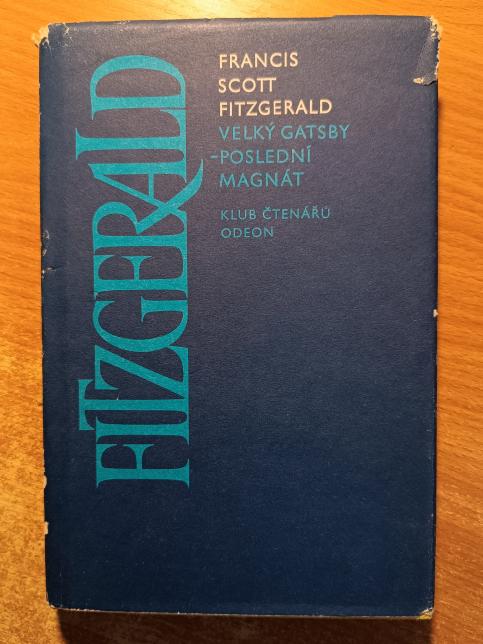 FITZGERALD
FRANCIS
SCOTT
FITZGERALD
VELKÝ GATSBY
-POSLEDNÍ
MAGNÁT
KLUB ČTENÁŘŮ
ODEON